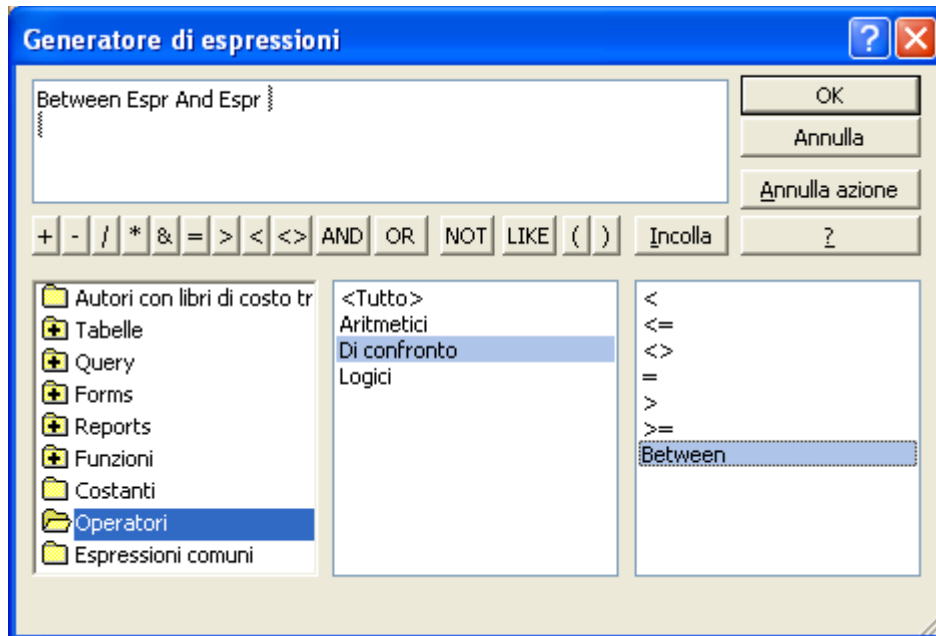 Generatore di espressioni
?
Between Espr And Espr
OK
Annulla
Annulla azione
+ - / * & = > < <> AND OR NOT LIKE ( ) Incolla ?
Autori con libri di costo tr
Tabelle
Query
Forms
Reports
Funzioni
Costanti
Operatori
Espressioni comuni
<Tutto>
Aritmetici
Di confronto
Logici
<
<=
<>
=
>
>=
Between